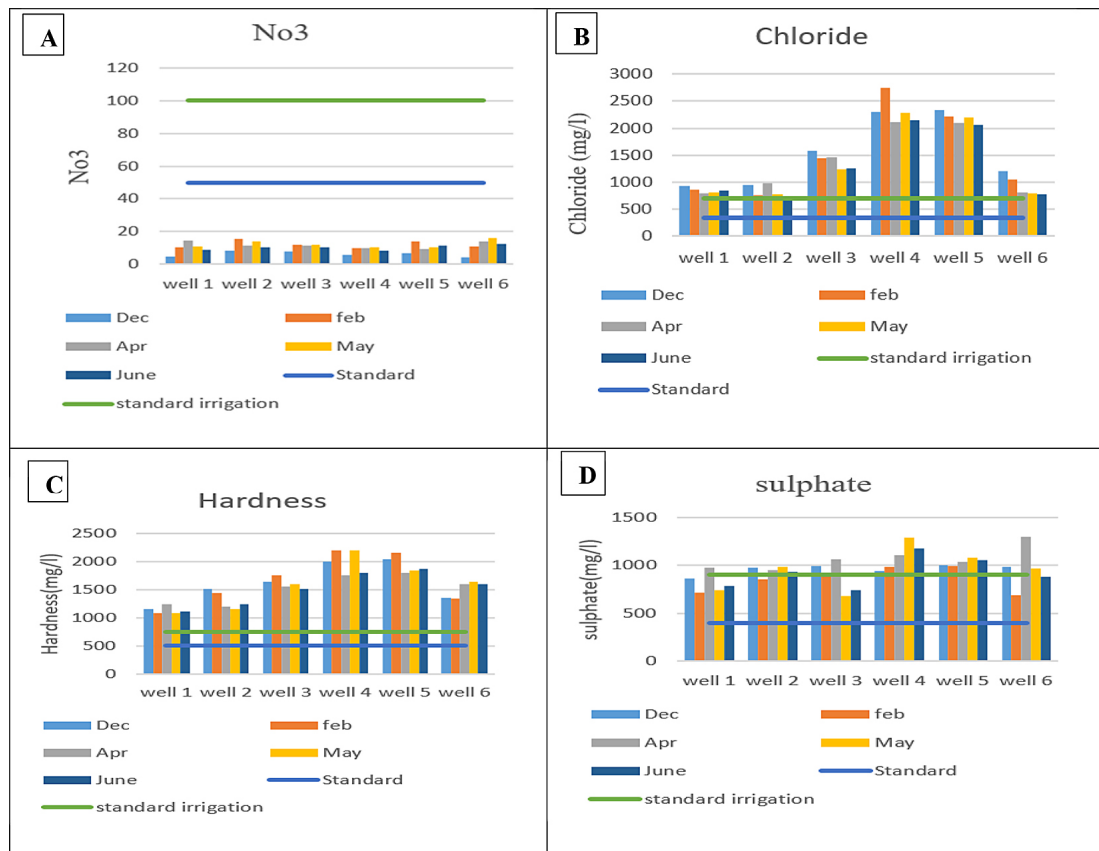 A
No3
No3
120
100
80
60
40
20
0
well 1 well 2 well 3 well 4 well 5 well 6
Dec feb
Apr May
June Standard
standard irrigation
B
Chloride
Chloride (mg/l)
3000
2500
2000
1500
1000
500
0
well 1 well 2 well 3 well 4 well 5 well 6
Dec feb
Apr May
June standard irrigation
Standard
C
Hardness
Hardness(mg/l)
2500
2000
1500
1000
500
0
well 1 well 2 well 3 well 4 well 5 well 6
Dec feb
Apr May
June Standard
standard irrigation
D
sulphate
sulphate(mg/l)
1500
1000
500
0
well 1 well 2 well 3 well 4 well 5 well 6
Dec feb
Apr May
June Standard
standard irrigation